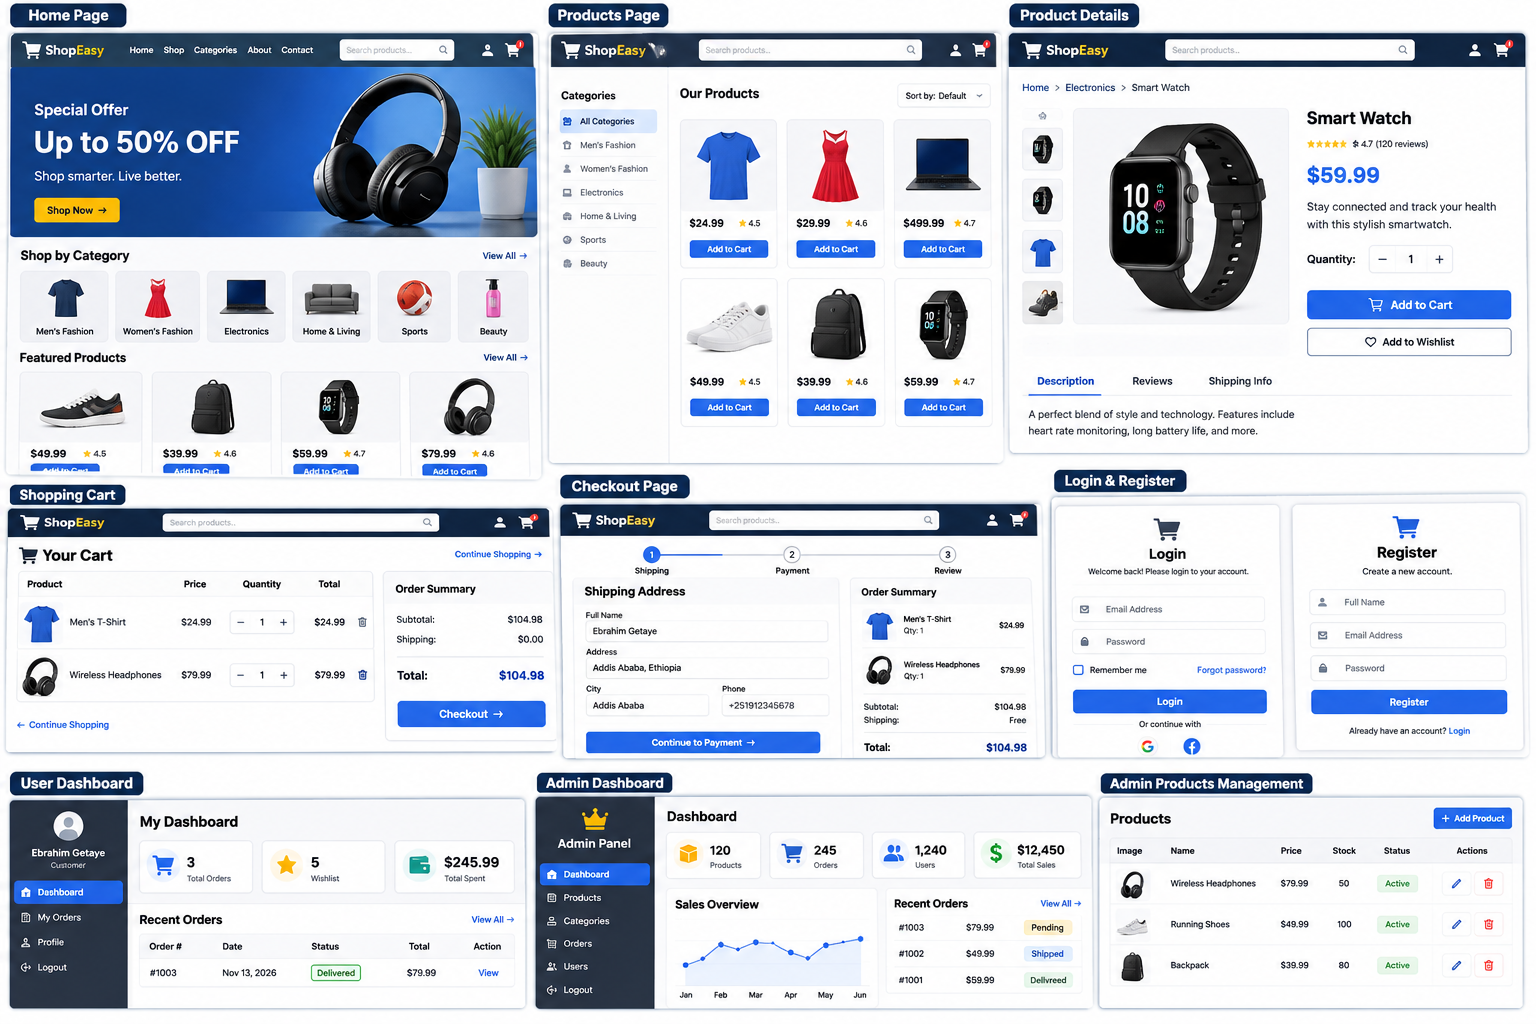 Home Page
ShopEasy
Home Shop Categories About Contact
Search products...
Special Offer
Up to 50% OFF
Shop smarter. Live better.
Shop Now →
Shop by Category
View All →
Men's Fashion
Women's Fashion
Electronics
Home & Living
Sports
Beauty
Featured Products
View All →
$49.99 ★ 4.5
Add to Cart
$39.99 ★ 4.6
Add to Cart
$59.99 ★ 4.7
Add to Cart
$79.99 ★ 4.6
Add to Cart
Products Page
ShopEasy
Search products...
Categories
All Categories
Men's Fashion
Women's Fashion
Electronics
Home & Living
Sports
Beauty
Our Products
Sort by: Default
$24.99 ★ 4.5
Add to Cart
$29.99 ★ 4.6
Add to Cart
$499.99 ★ 4.7
Add to Cart
$49.99 ★ 4.5
Add to Cart
$39.99 ★ 4.6
Add to Cart
$59.99 ★ 4.7
Add to Cart
Product Details
ShopEasy
Search products...
Home > Electronics > Smart Watch
10
08
Smart Watch
4.7 (120 reviews)
$59.99
Stay connected and track your health
with this stylish smartwatch.
Quantity: − 1 +
Add to Cart
Add to Wishlist
Description Reviews Shipping Info
A perfect blend of style and technology. Features include
heart rate monitoring, long battery life, and more.
Shopping Cart
ShopEasy
Search products...
Your Cart
Continue Shopping →
Product Price Quantity Total
Men's T-Shirt $24.99 − 1 + $24.99
Wireless Headphones $79.99 − 1 + $79.99
← Continue Shopping
Order Summary
Subtotal: $104.98
Shipping: $0.00
Total: $104.98
Checkout →
Checkout Page
ShopEasy
Search products...
1 2 3
Shipping Payment Review
Shipping Address
Full Name
Ebrahim Getaye
Address
Addis Ababa, Ethiopia
City Phone
Addis Ababa +251912345678
Continue to Payment →
Order Summary
Men's T-Shirt
Qty: 1
$24.99
Wireless Headphones
Qty: 1
$79.99
Subtotal: $104.98
Shipping: Free
Total: $104.98
Login & Register
Login
Welcome back! Please login to your account.
Email Address
Password
Remember me Forgot password?
Login
Or continue with
Register
Create a new account.
Full Name
Email Address
Password
Register
Already have an account? Login
User Dashboard
Ebrahim Getaye
Customer
Dashboard
My Orders
Profile
Logout
My Dashboard
3
Total Orders
5
Wishlist
$245.99
Total Spent
Recent Orders View All →
Order # Date Status Total Action
#1003 Nov 13, 2026 Delivered $79.99 View
Admin Dashboard
Admin Panel
Dashboard
Products
Categories
Orders
Users
Logout
Dashboard
120
Products
245
Orders
1,240
Users
$12,450
Total Sales
Sales Overview
Jan Feb Mar Apr May Jun
Recent Orders View All →
#1003 $79.99 Pending
#1002 $49.99 Shipped
#1001 $59.99 Dellvreed
Admin Products Management
Products
+ Add Product
Image Name Price Stock Status Actions
Wireless Headphones $79.99 50 Active
Running Shoes $49.99 100 Active
Backpack $39.99 80 Active